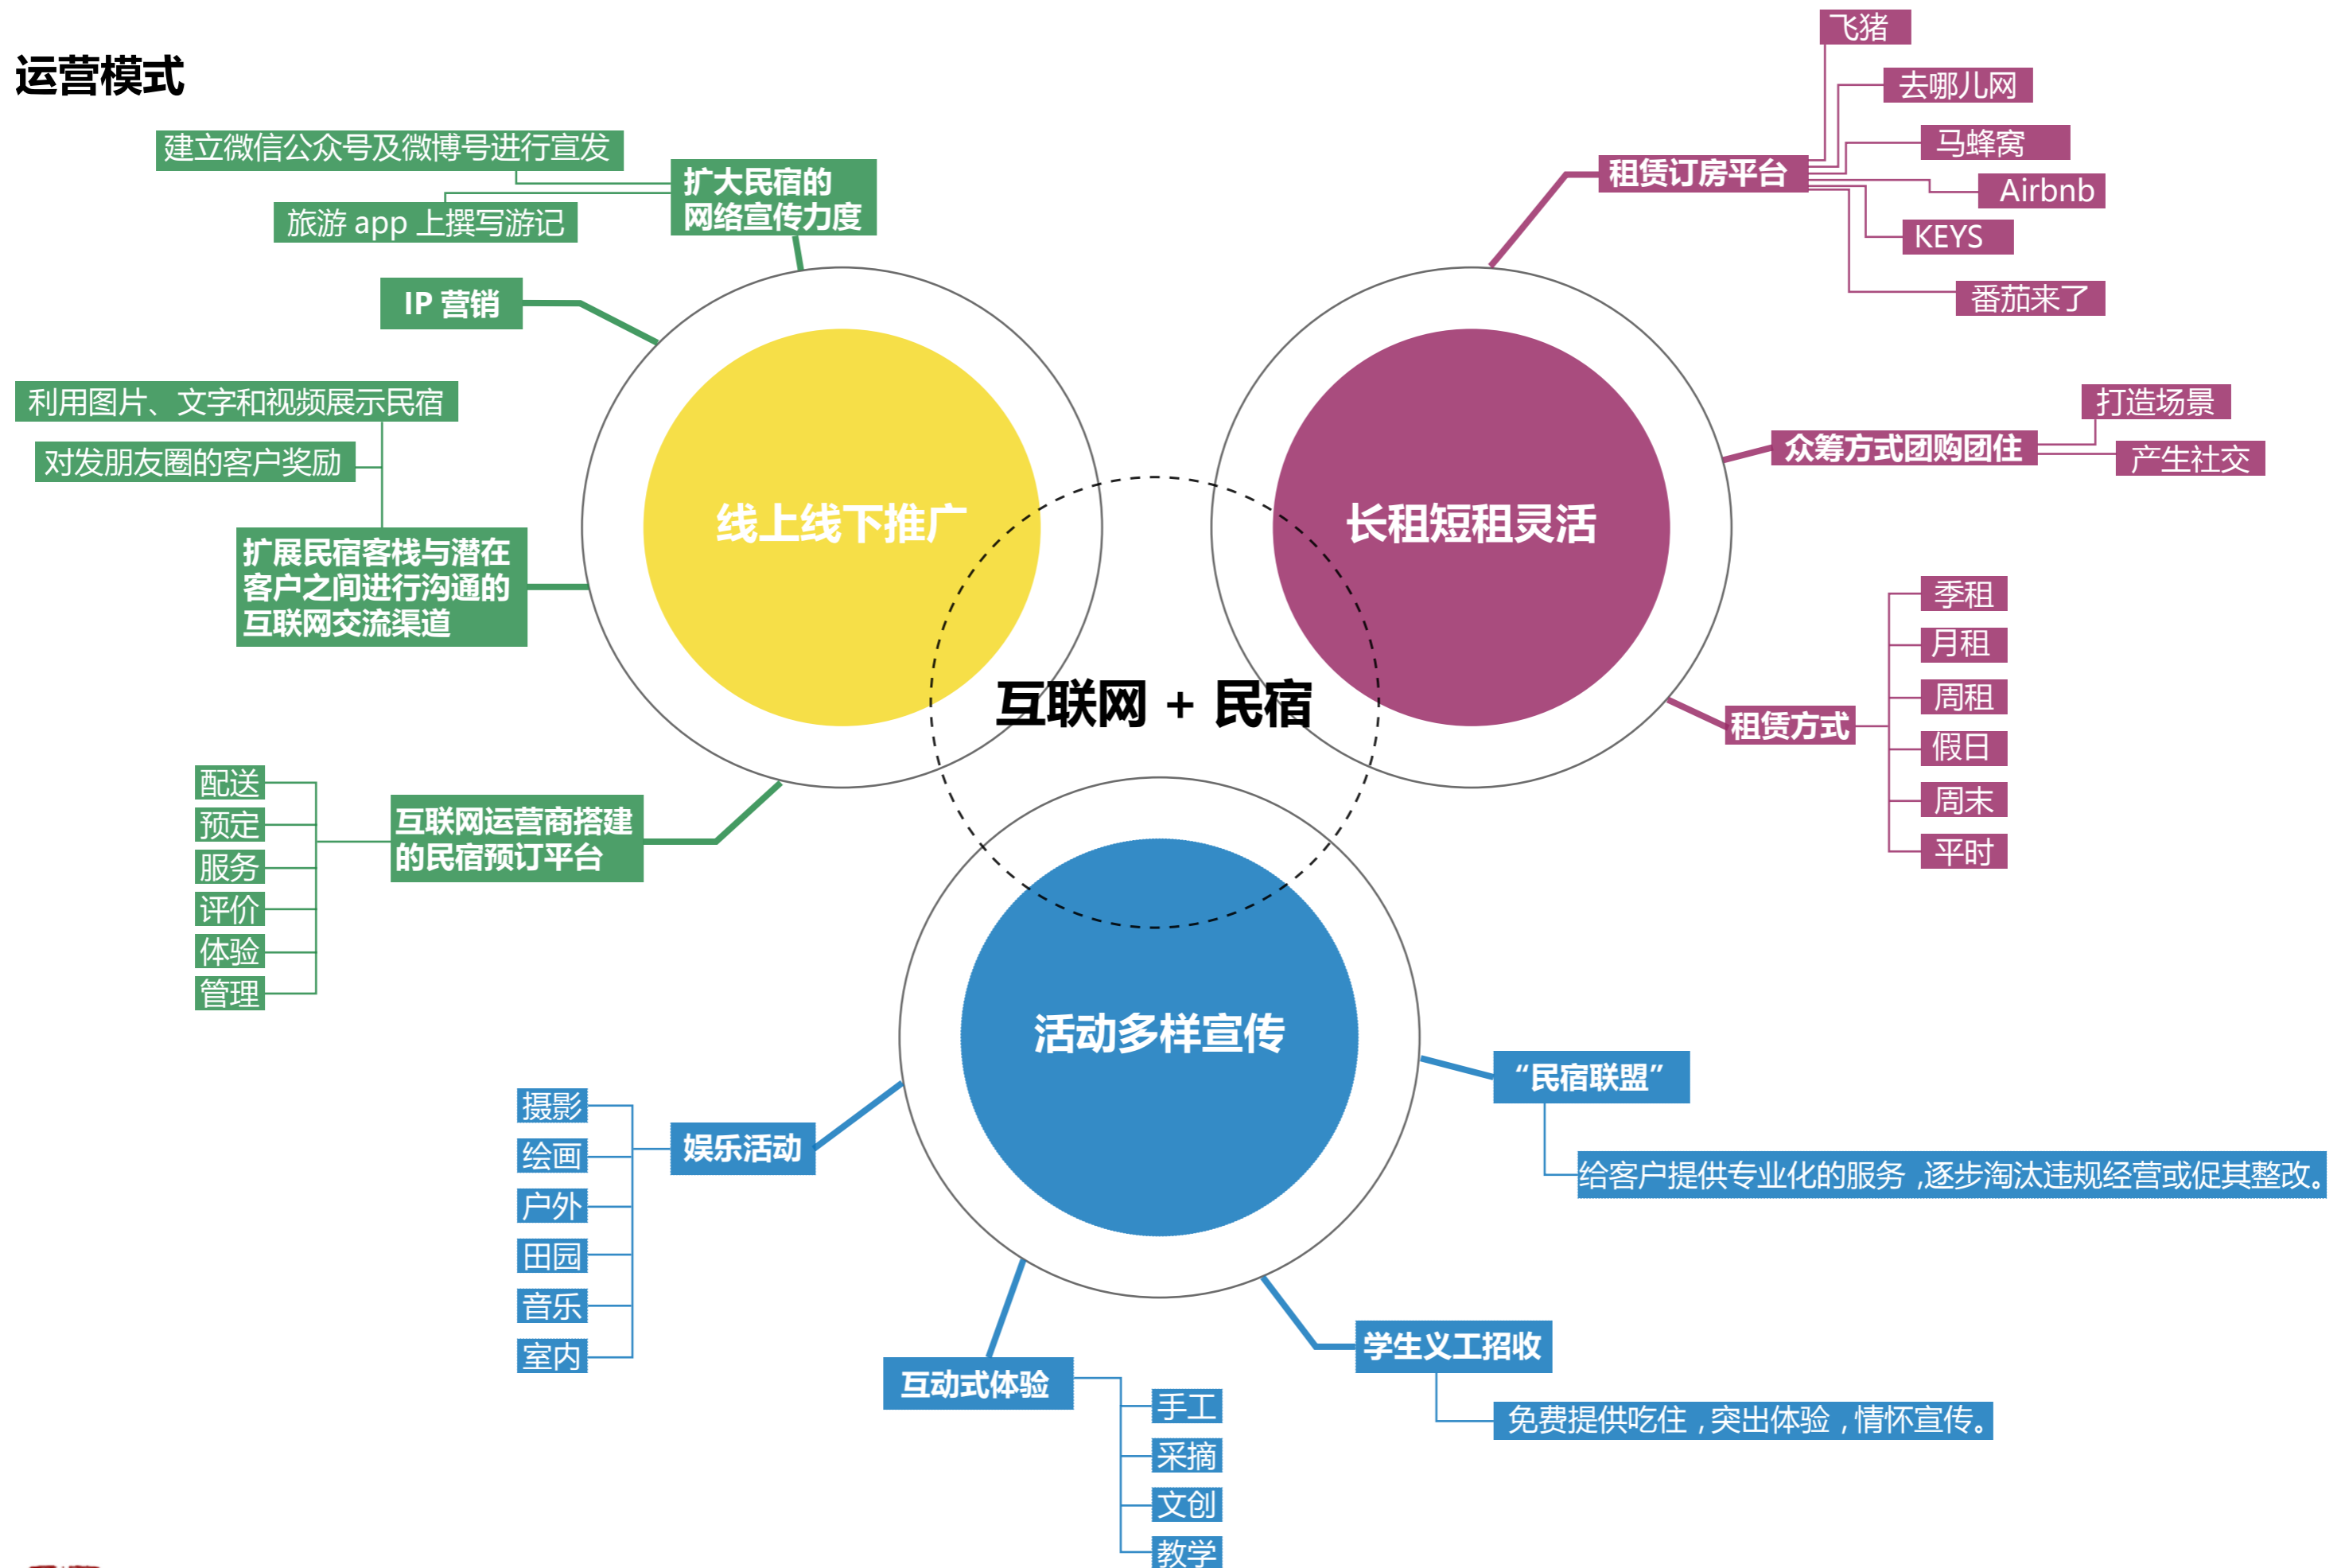 运营模式
建立微信公众号及微博号进行宣发
旅游 app 上撰写游记
扩大民宿的
网络宣传力度
IP 营销
利用图片、文字和视频展示民宿
对发朋友圈的客户奖励
扩展民宿客栈与潜在
客户之间进行沟通的
互联网交流渠道
配送
预定
服务
评价
体验
管理
互联网运营商搭建
的民宿预订平台
线上线下推广
长租短租灵活
互联网 + 民宿
活动多样宣传
租赁订房平台
飞猪
去哪儿网
马蜂窝
Airbnb
KEYS
番茄来了
众筹方式团购团住
打造场景
产生社交
租赁方式
季租
月租
周租
假日
周末
平时
娱乐活动
摄影
绘画
户外
田园
音乐
室内
互动式体验
手工
采摘
文创
教学
学生义工招收
免费提供吃住 , 突出体验 , 情怀宣传。
“民宿联盟”
给客户提供专业化的服务 ,逐步淘汰违规经营或促其整改。